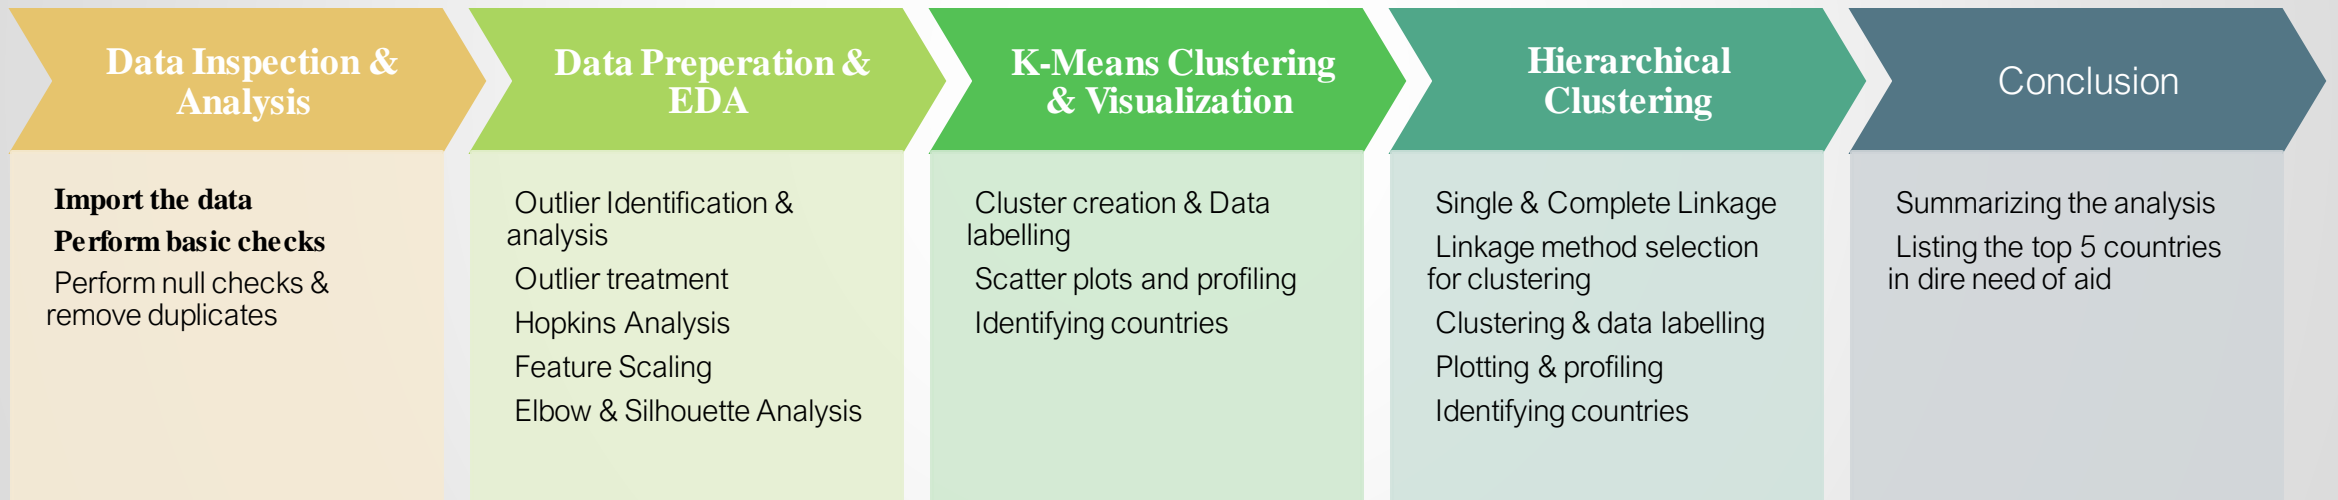 Data Inspection &
Analysis
Import the data
Perform basic checks
Perform null checks &
remove duplicates
Data Preperation &
EDA
Outlier Identification &
analysis
Outlier treatment
Hopkins Analysis
Feature Scaling
Elbow & Silhouette Analysis
K-Means Clustering
& Visualization
Cluster creation & Data
labelling
Scatter plots and profiling
Identifying countries
Hierarchical
Clustering
Single & Complete Linkage
Linkage method selection
for clustering
Clustering & data labelling
Plotting & profiling
Identifying countries
Conclusion
Summarizing the analysis
Listing the top 5 countries
in dire need of aid